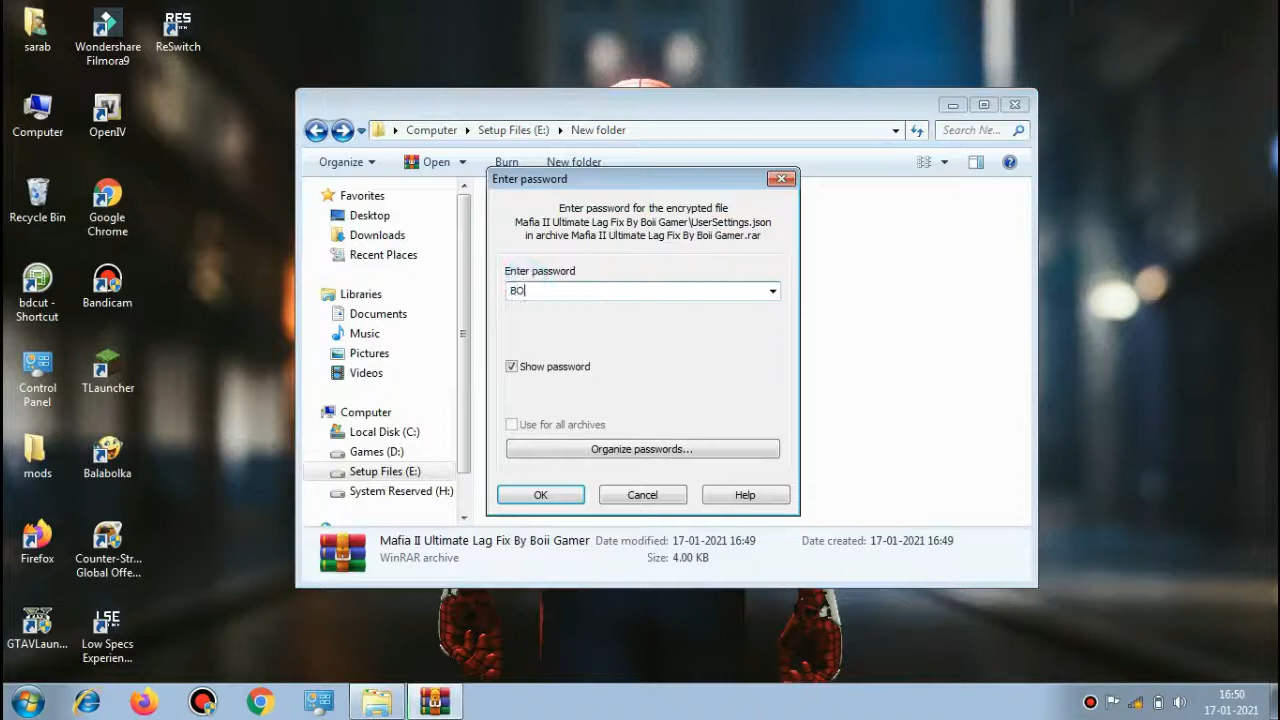 sarab
Wondershare
Filmora9
RES
ReSwitch
Computer
OpenIV
Recycle Bin
Google
Chrome
bdcut -
Shortcut
Bandicam
Control
Panel
TLauncher
mods
Balabolka
Firefox
Counter-Str...
Global Offe...
GTAVLaun...
LSE
Low Specs
Experien...
Computer
Setup Files (E:)
New folder
Search Ne...
Organize
Open
Burn
New folder
Favorites
Desktop
Downloads
Recent Places
Libraries
Documents
Music
Pictures
Videos
Computer
Local Disk (C:)
Games (D:)
Setup Files (E:)
System Reserved (H:)
Enter password
Enter password for the encrypted file
Mafia II Ultimate Lag Fix By Boii Gamer\UserSettings.json
in archive Mafia II Ultimate Lag Fix By Boii Gamer.rar
Enter password
BO
Show password
Use for all archives
Organize passwords...
OK
Cancel
Help
Mafia II Ultimate Lag Fix By Boii Gamer
Date modified: 17-01-2021 16:49
Date created: 17-01-2021 16:49
WinRAR archive
Size: 4.00 KB
16:50
17-01-2021